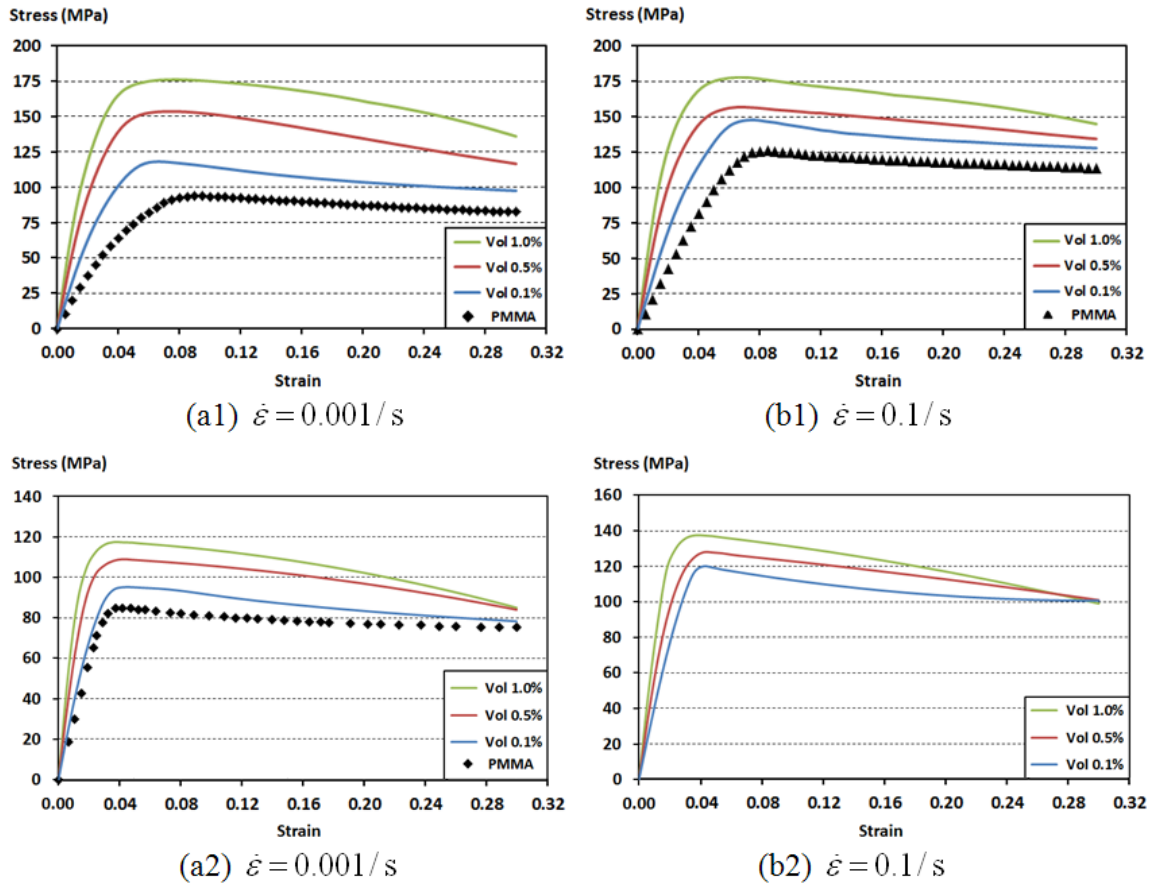 Stress (MPa)
200
175
150
125
100
75
50
25
0
0.00 0.04 0.08 0.12 0.16 0.20 0.24 0.28 0.32
Strain
Vol 1.0%
Vol 0.5%
Vol 0.1%
PMMA
(a1) ε̇ = 0.001/s
Stress (MPa)
200
175
150
125
100
75
50
25
0
0.00 0.04 0.08 0.12 0.16 0.20 0.24 0.28 0.32
Strain
Vol 1.0%
Vol 0.5%
Vol 0.1%
PMMA
(b1) ε̇ = 0.1/s
Stress (MPa)
140
120
100
80
60
40
20
0
0.00 0.04 0.08 0.12 0.16 0.20 0.24 0.28 0.32
Strain
Vol 1.0%
Vol 0.5%
Vol 0.1%
PMMA
(a2) ε̇ = 0.001/s
Stress (MPa)
160
140
120
100
80
60
40
20
0
0.00 0.04 0.08 0.12 0.16 0.20 0.24 0.28 0.32
Strain
Vol 1.0%
Vol 0.5%
Vol 0.1%
(b2) ε̇ = 0.1/s